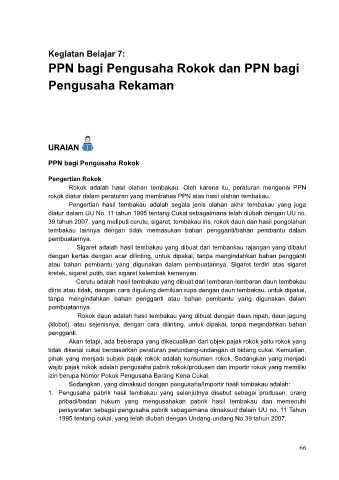 Kegiatan Belajar 7:
PPN bagi Pengusaha Rokok dan PPN bagi
Pengusaha Rekaman
URAIAN
PPN bagi Pengusaha Rokok
Pengertian Rokok
Rokok adalah hasil olahan tembakau. Oleh karena itu, peraturan mengenai PPN
rokok diatur dalam peraturan yang membahas PPN atas hasil olahan tembakau.
Pengertian hasil tembakau adalah segala jenis olahan akhir tembakau yang juga
diatur dalam UU No. 11 tahun 1995 tentang Cukai sebagaimana telah diubah dengan UU no.
39 tahun 2007, yang meliputi cerutu, sigaret, tembakau iris, rokok daun dan hasil pengolahan
tembakau lainnya dengan tidak memasukan bahan pengganti/bahan pembantu dalam
pembuatannya.
Sigaret adalah hasil tembakau yang dibuat dari tembankau rajangan yang dibalut
dengan kertas dengan acar dilinting, untuk dipakai, tanpa mengindahkan bahan pengganti
atau bahan pembantu yang digunakan dalam pembuatannya. Sigaret terdiri atas sigaret
kretek, sigaret putih, dan sigaret kelembak kemenyan.
Cerutu adalah hasil tembakau yang dibuat dari lembaran-lembaran daun tembakau
diiris atau tidak, dengan cara digulung demikian rupa dengan daun tembakau, untuk dipakai,
tanpa mengindahkan bahan pengganti atau bahan pembantu yang digunakan dalam
pembuatannya.
Rokok daun adalah hasil tembakau yang dibuat dengan daun nipah, daun jagung
(klobot), atau sejenisnya, dengan cara dilinting, untuk dipakai, tanpa megindahkan bahan
pengganti.
Akan tetapi, ada beberapa yang dikecualikan dari objek pajak rokok yaitu rokok yang
tidak dikenai cukai berdasarkan peraturan perundang-undangan di bidang cukai. Kemudian,
pihak yang menjadi subjek pajak rokok adalah konsumen rokok. Sedangkan yang menjadi
wajib pajak rokok adalah pengusaha pabrik rokok/produsen dan importir rokok yang memiliki
izin berupa Nomor Pokok Pengusaha Barang Kena Cukai.
Sedangkan, yang dimaksud dengan pengusaha/importir hasil tembakau adalah:
1. Pengusaha pabrik hasil tembakau yang selanjutnya disebut sebagai produsen, orang
pribadi/badan hukum yang mengusahakan pabrik hasil tembakau dan memenuhi
persyaratan sebagai pengusaha pabrik sebagaimana dimaksud dalam UU no. 11 Tahun
1995 tentang cukai, yang telah diubah dengan Undang-undang No.39 tahun 2007.
66